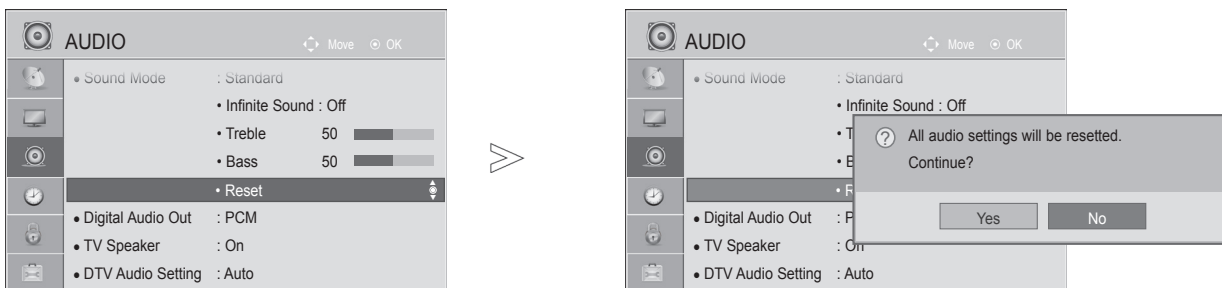 AUDIO Move OK
• Sound Mode : Standard
• Infinite Sound : Off
• Treble 50
• Bass 50
• Reset
• Digital Audio Out : PCM
• TV Speaker : On
• DTV Audio Setting : Auto
AUDIO Move OK
• Sound Mode : Standard
• Infinite Sound : Off
• T
• B
• R
• Digital Audio Out : P
• TV Speaker : On
• DTV Audio Setting : Auto
? All audio settings will be resetted.
Continue?
Yes No